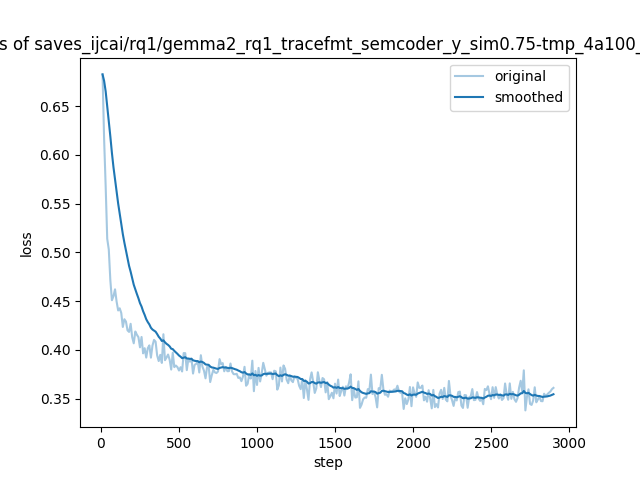 s of saves_ijcai/rq1/gemma2_rq1_tracefmt_semcoder_y_sim0.75-tmp_4a100_
original
smoothed
loss
0.65
0.60
0.55
0.50
0.45
0.40
0.35
0 500 1000 1500 2000 2500 3000
step